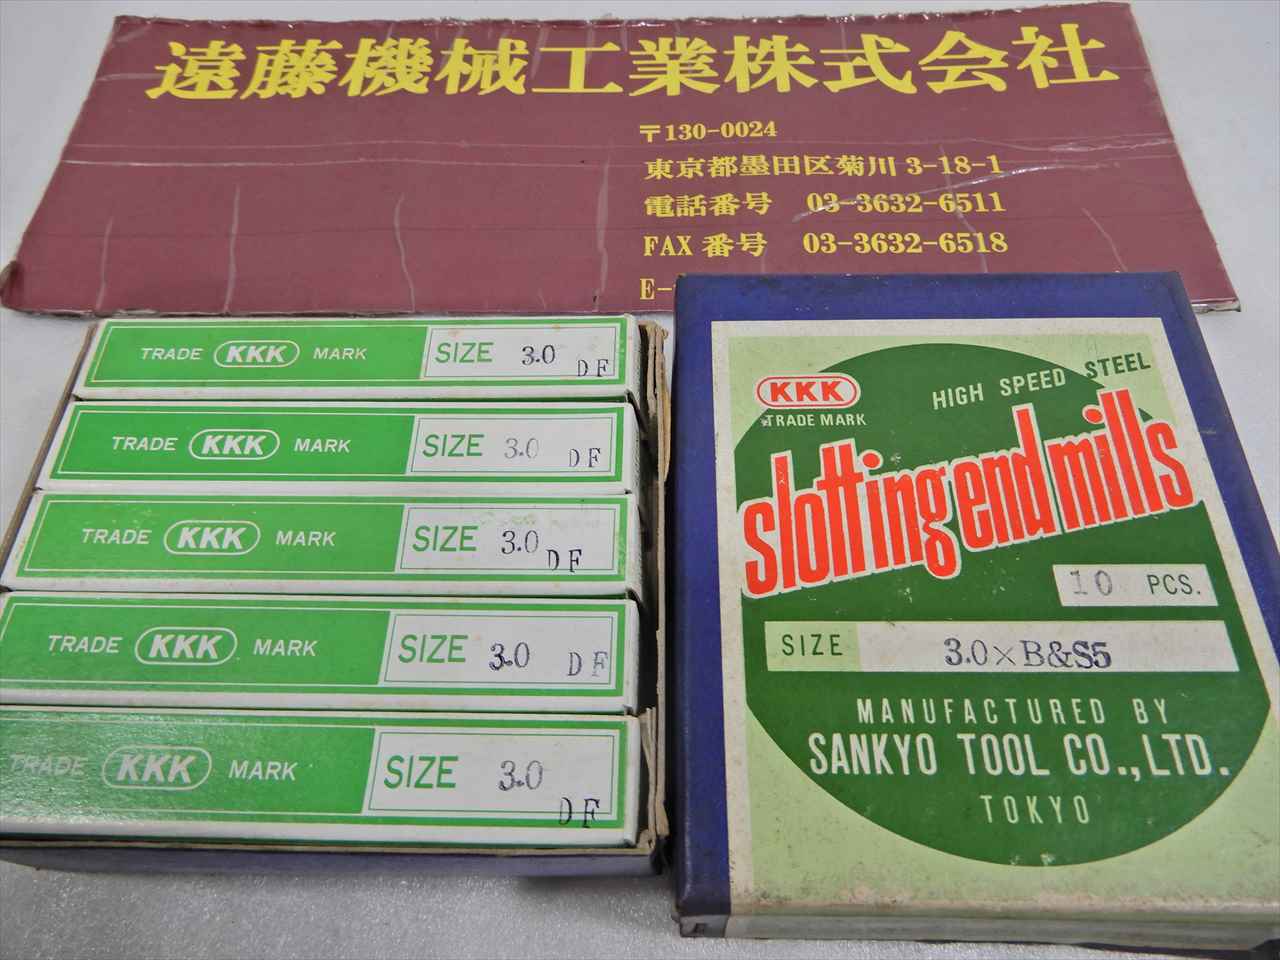 遠藤機械工業株式会社
〒130-0024
東京都墨田区菊川 3-18-1
電話番号 03-3632-6511
FAX 番号 03-3632-6518
TRADE KKK MARK SIZE 3.0 DF
TRADE KKK MARK SIZE 3.0 DF
TRADE KKK MARK SIZE 3.0 DF
TRADE KKK MARK SIZE 3.0 DF
TRADE KKK MARK SIZE 3.0 DF
KKK
TRADE MARK
HIGH SPEED STEEL
slotting end mills
10 PCS.
SIZE 3.0×B&S5
MANUFACTURED BY
SANKYO TOOL CO., LTD.
TOKYO